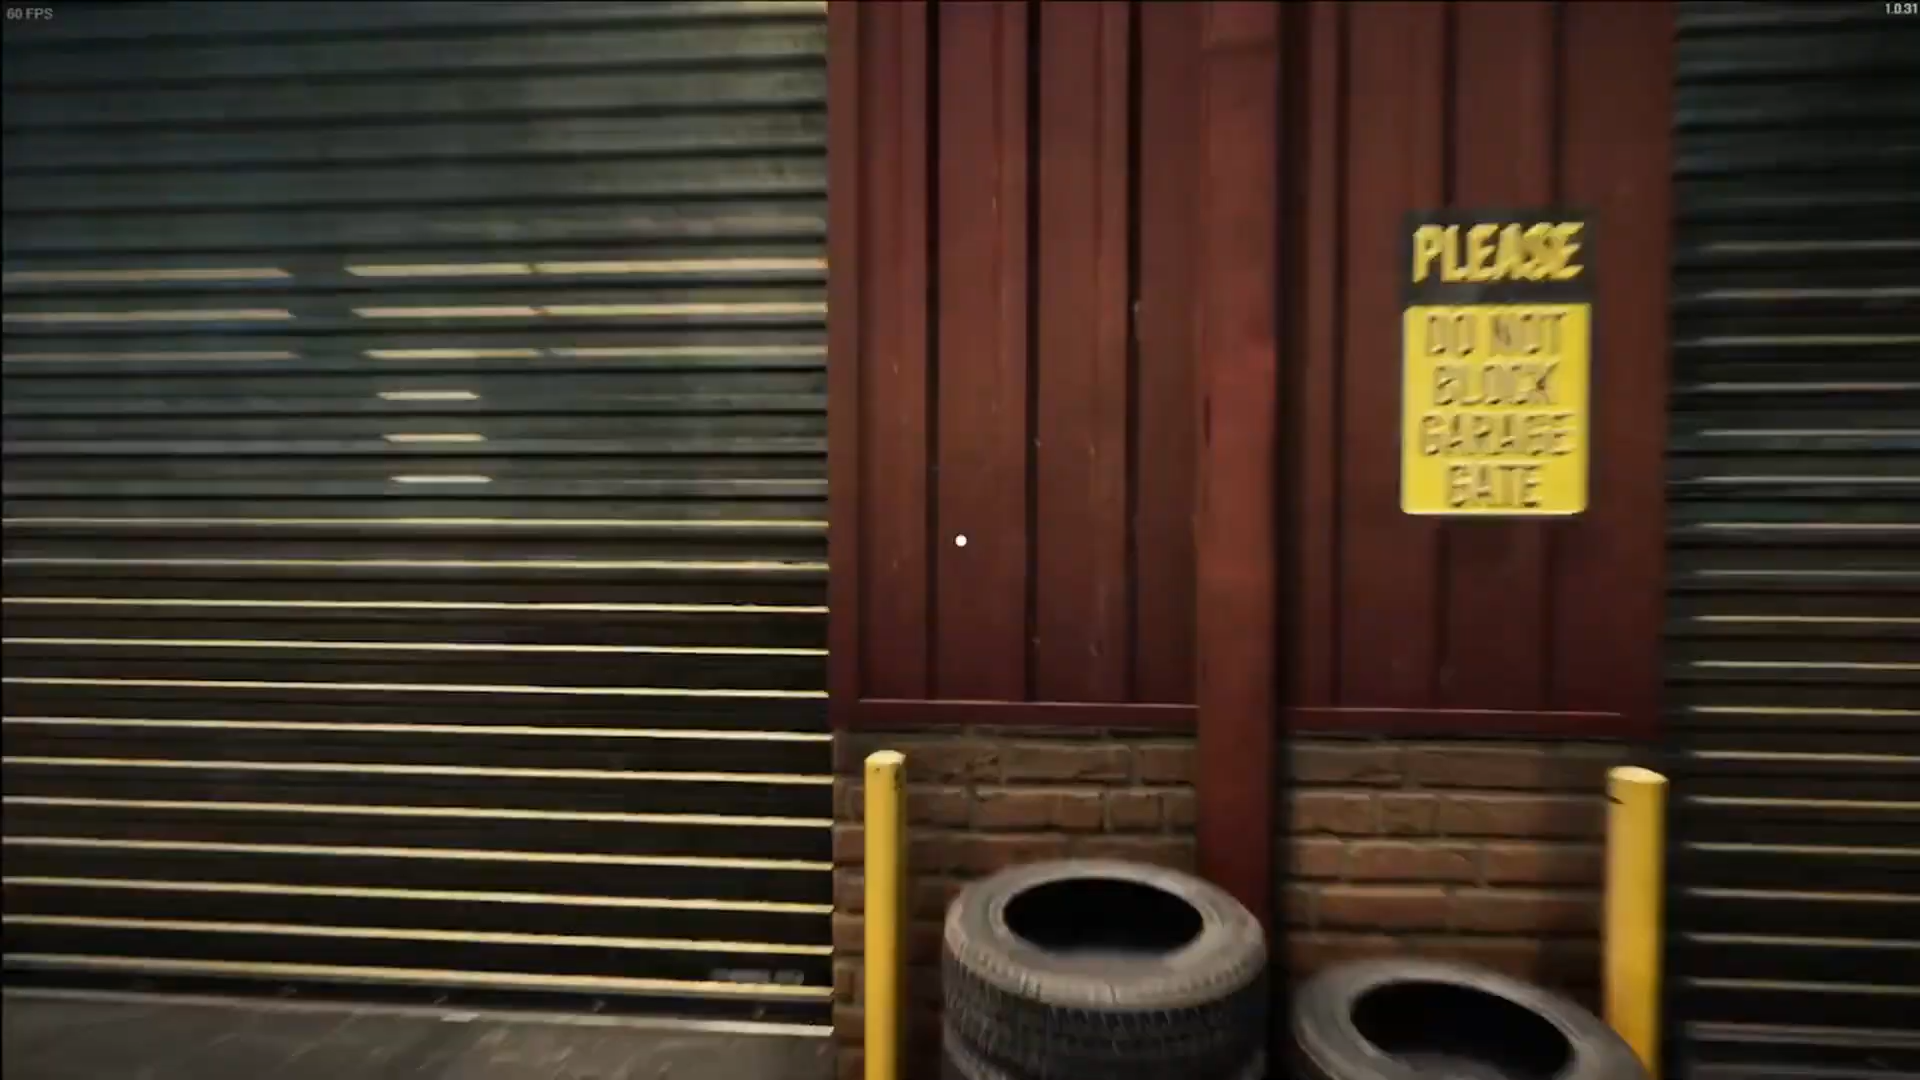 60 FPS
1.0.31
PLEASE
DO NOT
BLOCK
GARAGE
GATE